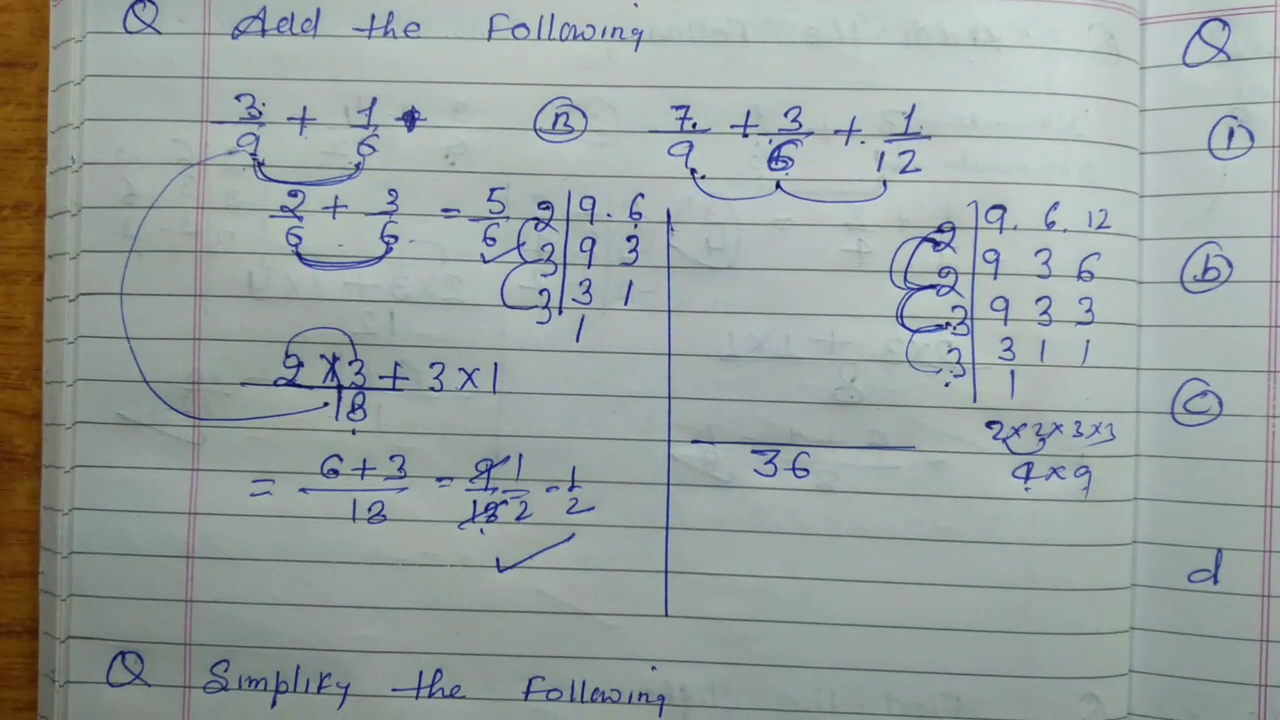 Q Add the Following
3/9 + 1/6
2/6 + 3/6 = 5/6
2 | 9 . 6
3 | 9 3
3 | 3 1
1
2 × 3 + 3 × 1
18
= 6 + 3 / 18 = 9 1 / 18 2 = 1/2
B 7/9 + 3/6 + 1/12
2 | 9 . 6 . 12
2 | 9 3 6
3 | 9 3 3
3 | 3 1 1
1
2 × 2 × 3 × 3
4 × 9
36
Q Simplify the Following
Q
1
b
c
d